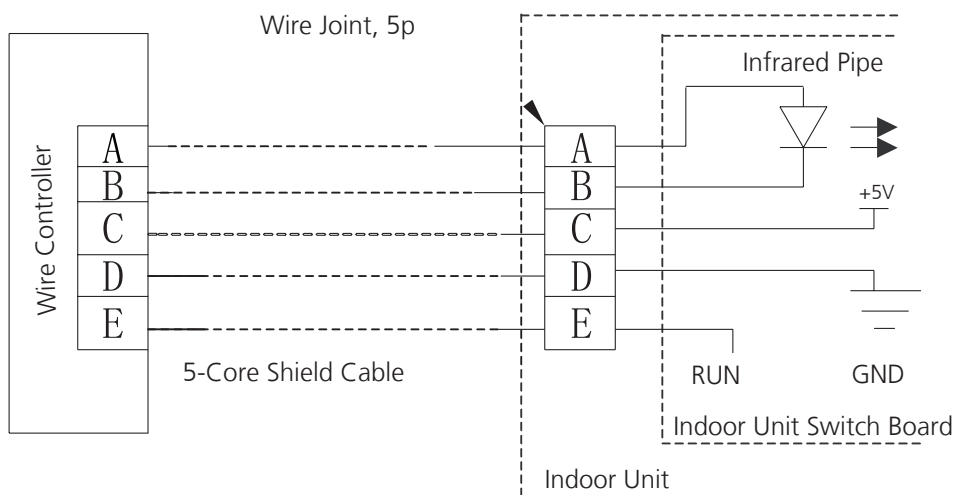 Wire Joint, 5p
Infrared Pipe
Wire Controller
A
B
C
D
E
A
B
C
D
E
+5V
5-Core Shield Cable
RUN
GND
Indoor Unit Switch Board
Indoor Unit